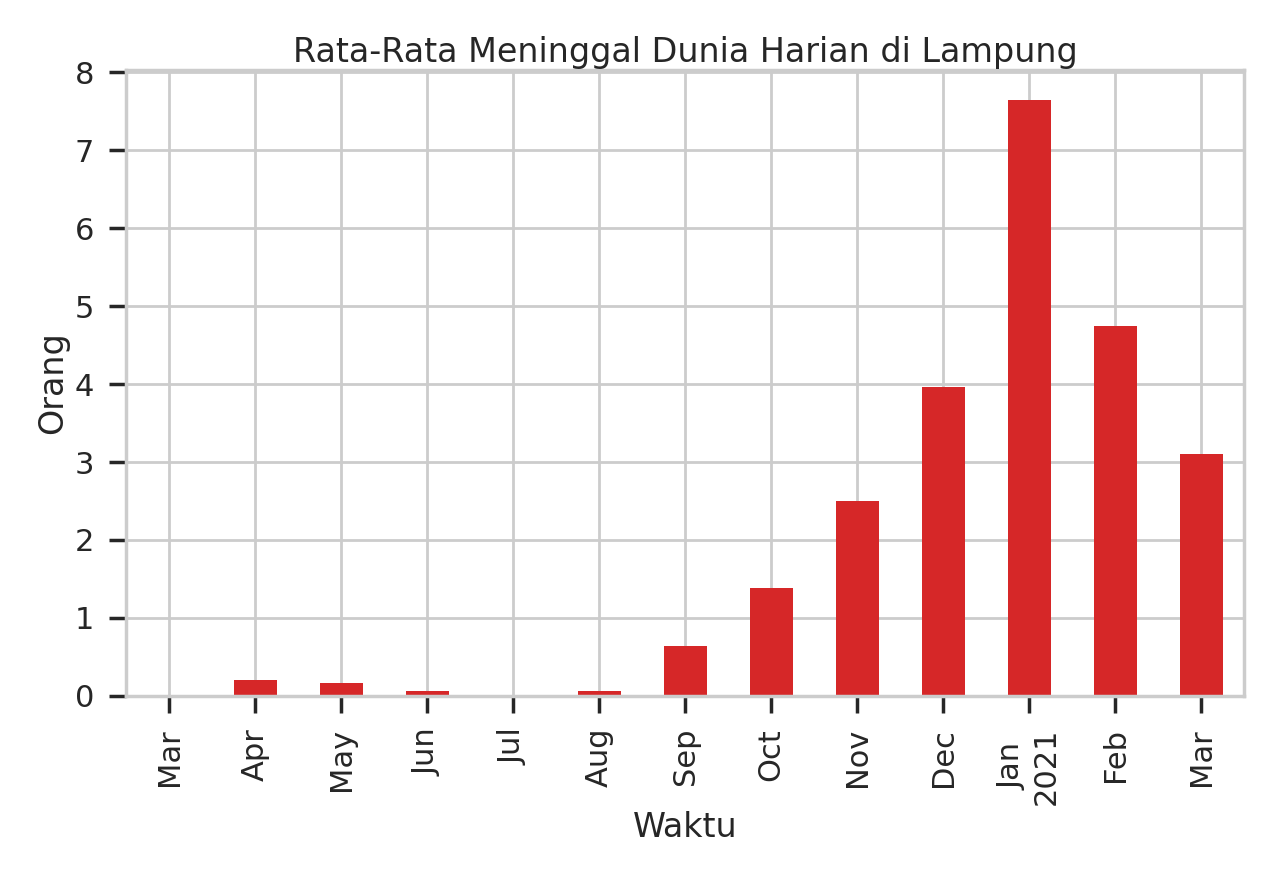 Rata-Rata Meninggal Dunia Harian di Lampung
8
7
6
5
4
3
2
1
0
Orang
Mar
Apr
May
Jun
Jul
Aug
Sep
Oct
Nov
Dec
Jan
2021
Feb
Mar
Waktu